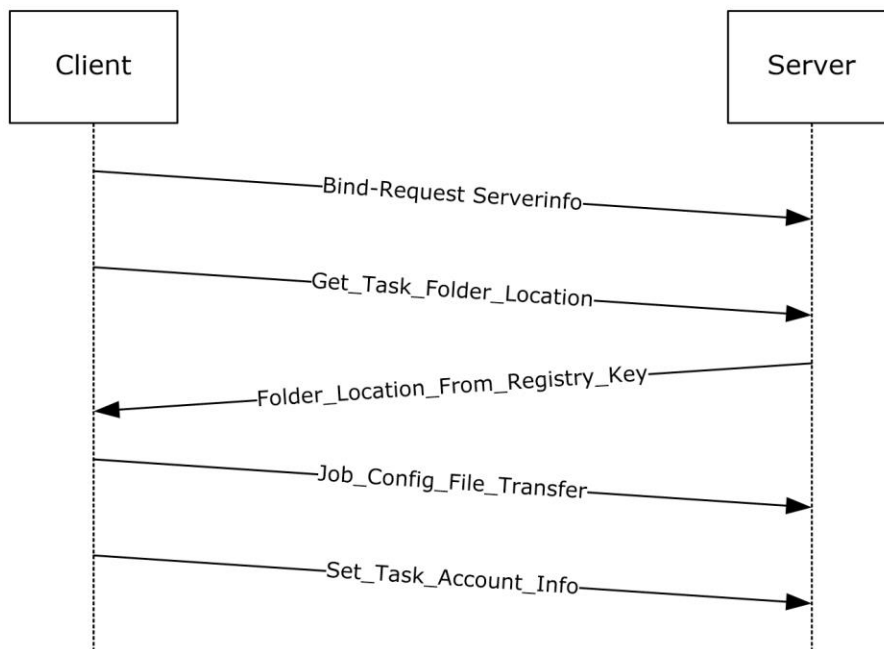 Client
Server
Bind-Request Serverinfo
Get_Task_Folder_Location
Folder_Location_From_Registry_Key
Job_Config_File_Transfer
Set_Task_Account_Info